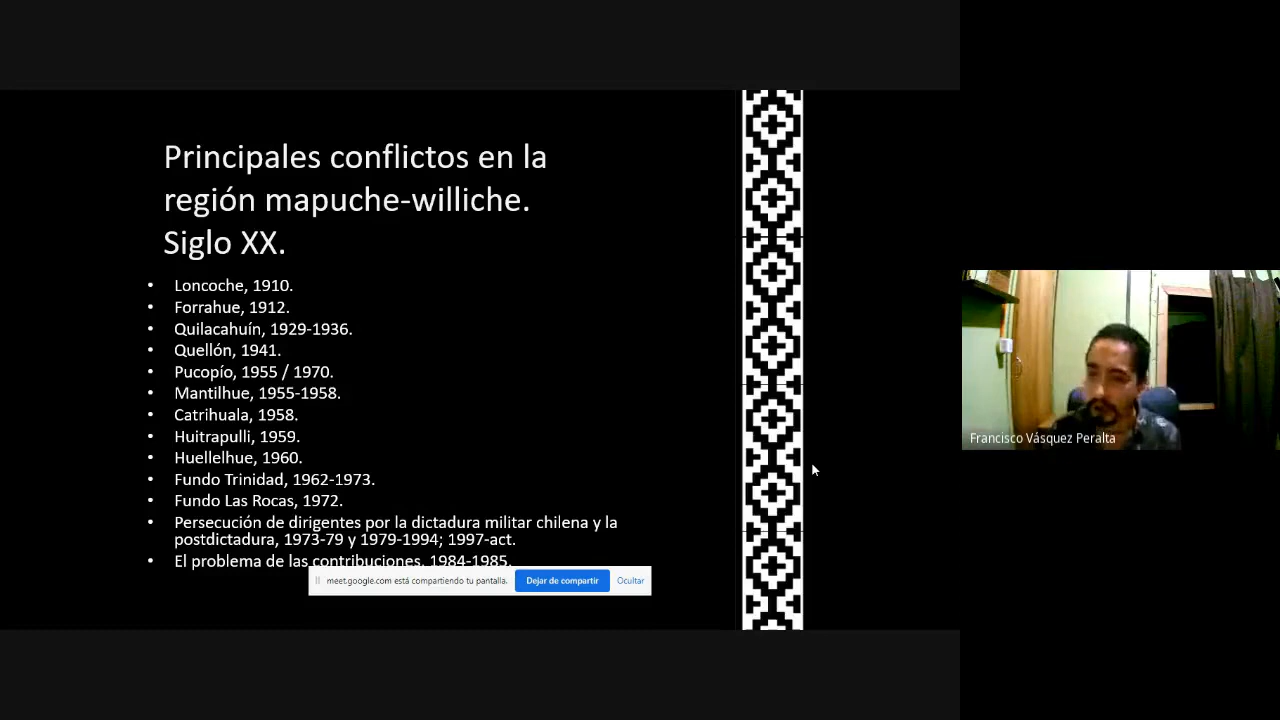 Principales conflictos en la
región mapuche-williche.
Siglo XX.
• Loncoche, 1910.
• Forrahue, 1912.
• Quilacahuín, 1929-1936.
• Quellón, 1941.
• Pucopío, 1955 / 1970.
• Mantilhue, 1955-1958.
• Catrihuala, 1958.
• Huitrapulli, 1959.
• Huellelhue, 1960.
• Fundo Trinidad, 1962-1973.
• Fundo Las Rocas, 1972.
• Persecución de dirigentes por la dictadura militar chilena y la
postdictadura, 1973-79 y 1979-1994; 1997-act.
• El problema de las contribuciones, 1984-1985.
meet.google.com está compartiendo tu pantalla.
Dejar de compartir
Ocultar
Francisco Vásquez Peralta